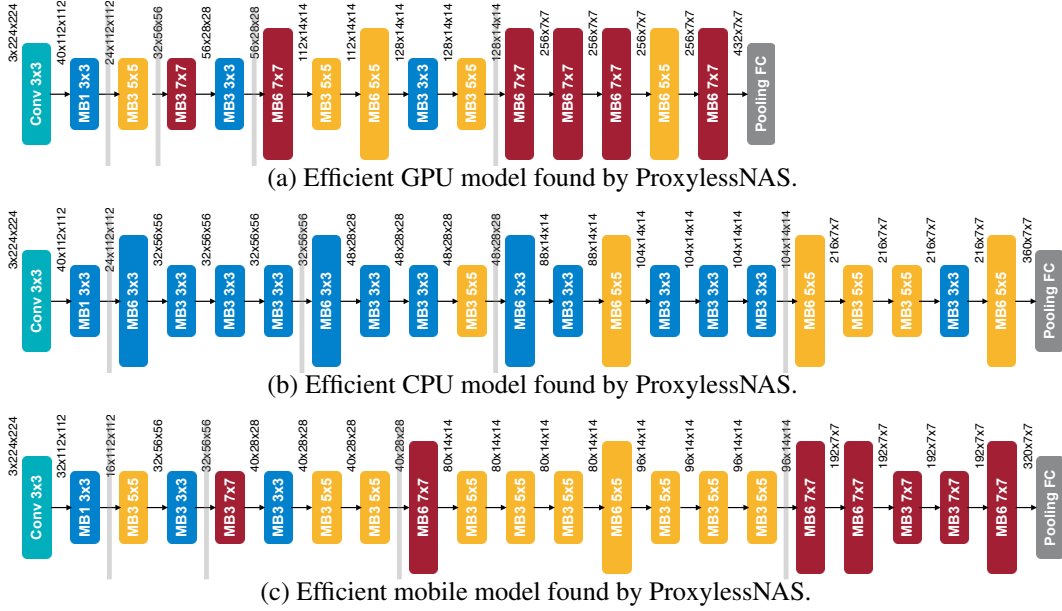 3x224x224
40x112x112
24x112x112
32x56x56
56x28x28
56x28x28
112x14x14
112x14x14
128x14x14
128x14x14
128x14x14
256x7x7
256x7x7
256x7x7
256x7x7
432x7x7
Conv 3x3
MB1 3x3
MB3 5x5
MB3 7x7
MB3 3x3
MB6 7x7
MB3 5x5
MB6 5x5
MB3 3x3
MB3 5x5
MB6 7x7
MB6 7x7
MB6 7x7
MB6 5x5
MB6 7x7
Pooling FC
(a) Efficient GPU model found by ProxylessNAS.
3x224x224
40x112x112
24x112x112
32x56x56
32x56x56
32x56x56
32x56x56
48x28x28
48x28x28
48x28x28
48x28x28
88x14x14
88x14x14
104x14x14
104x14x14
104x14x14
104x14x14
216x7x7
216x7x7
216x7x7
216x7x7
360x7x7
Conv 3x3
MB1 3x3
MB6 3x3
MB3 3x3
MB3 3x3
MB3 3x3
MB6 3x3
MB3 3x3
MB3 3x3
MB3 5x5
MB6 3x3
MB3 3x3
MB6 5x5
MB3 3x3
MB3 3x3
MB3 3x3
MB6 5x5
MB3 5x5
MB3 5x5
MB3 3x3
MB6 5x5
Pooling FC
(b) Efficient CPU model found by ProxylessNAS.
3x224x224
32x112x112
16x112x112
32x56x56
32x56x56
40x28x28
40x28x28
40x28x28
40x28x28
80x14x14
80x14x14
80x14x14
80x14x14
96x14x14
96x14x14
96x14x14
96x14x14
192x7x7
192x7x7
192x7x7
192x7x7
320x7x7
Conv 3x3
MB1 3x3
MB3 5x5
MB3 3x3
MB3 7x7
MB3 3x3
MB3 5x5
MB3 5x5
MB6 7x7
MB3 5x5
MB3 5x5
MB3 5x5
MB6 5x5
MB3 5x5
MB3 5x5
MB3 5x5
MB6 7x7
MB6 7x7
MB3 7x7
MB3 7x7
MB6 7x7
Pooling FC
(c) Efficient mobile model found by ProxylessNAS.